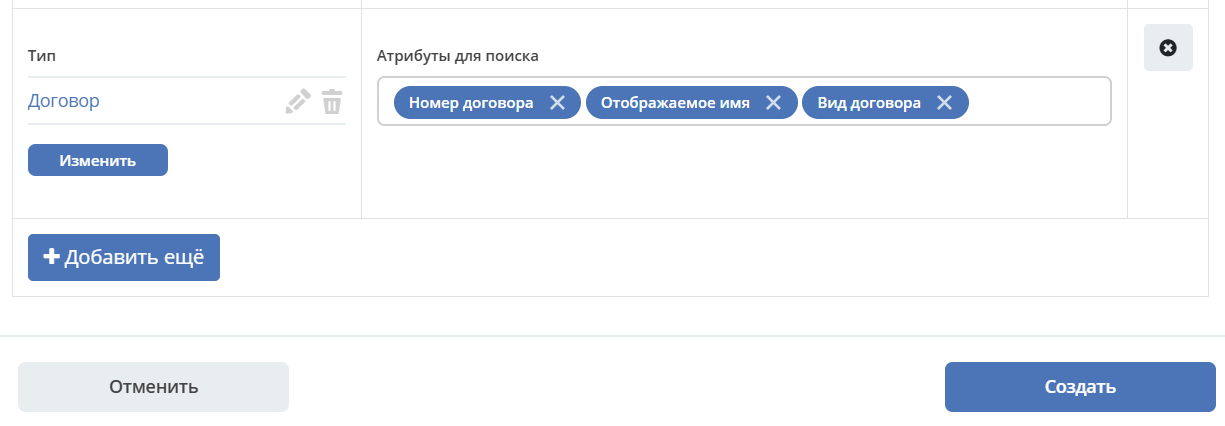 Тип
Атрибуты для поиска
Договор
Номер договора
Отображаемое имя
Вид договора
Изменить
Добавить ещё
Отменить
Создать